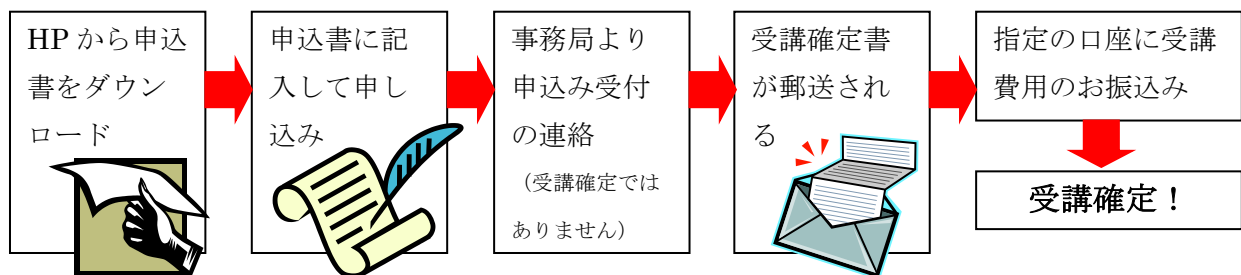 HP から申込
書をダウン
ロード
申込書に記
入して申し
込み
事務局より
申込み受付
の連絡
（受講確定では
ありません）
受講確定書
が郵送され
る
指定の口座に受講
費用のお振込み
受講確定！